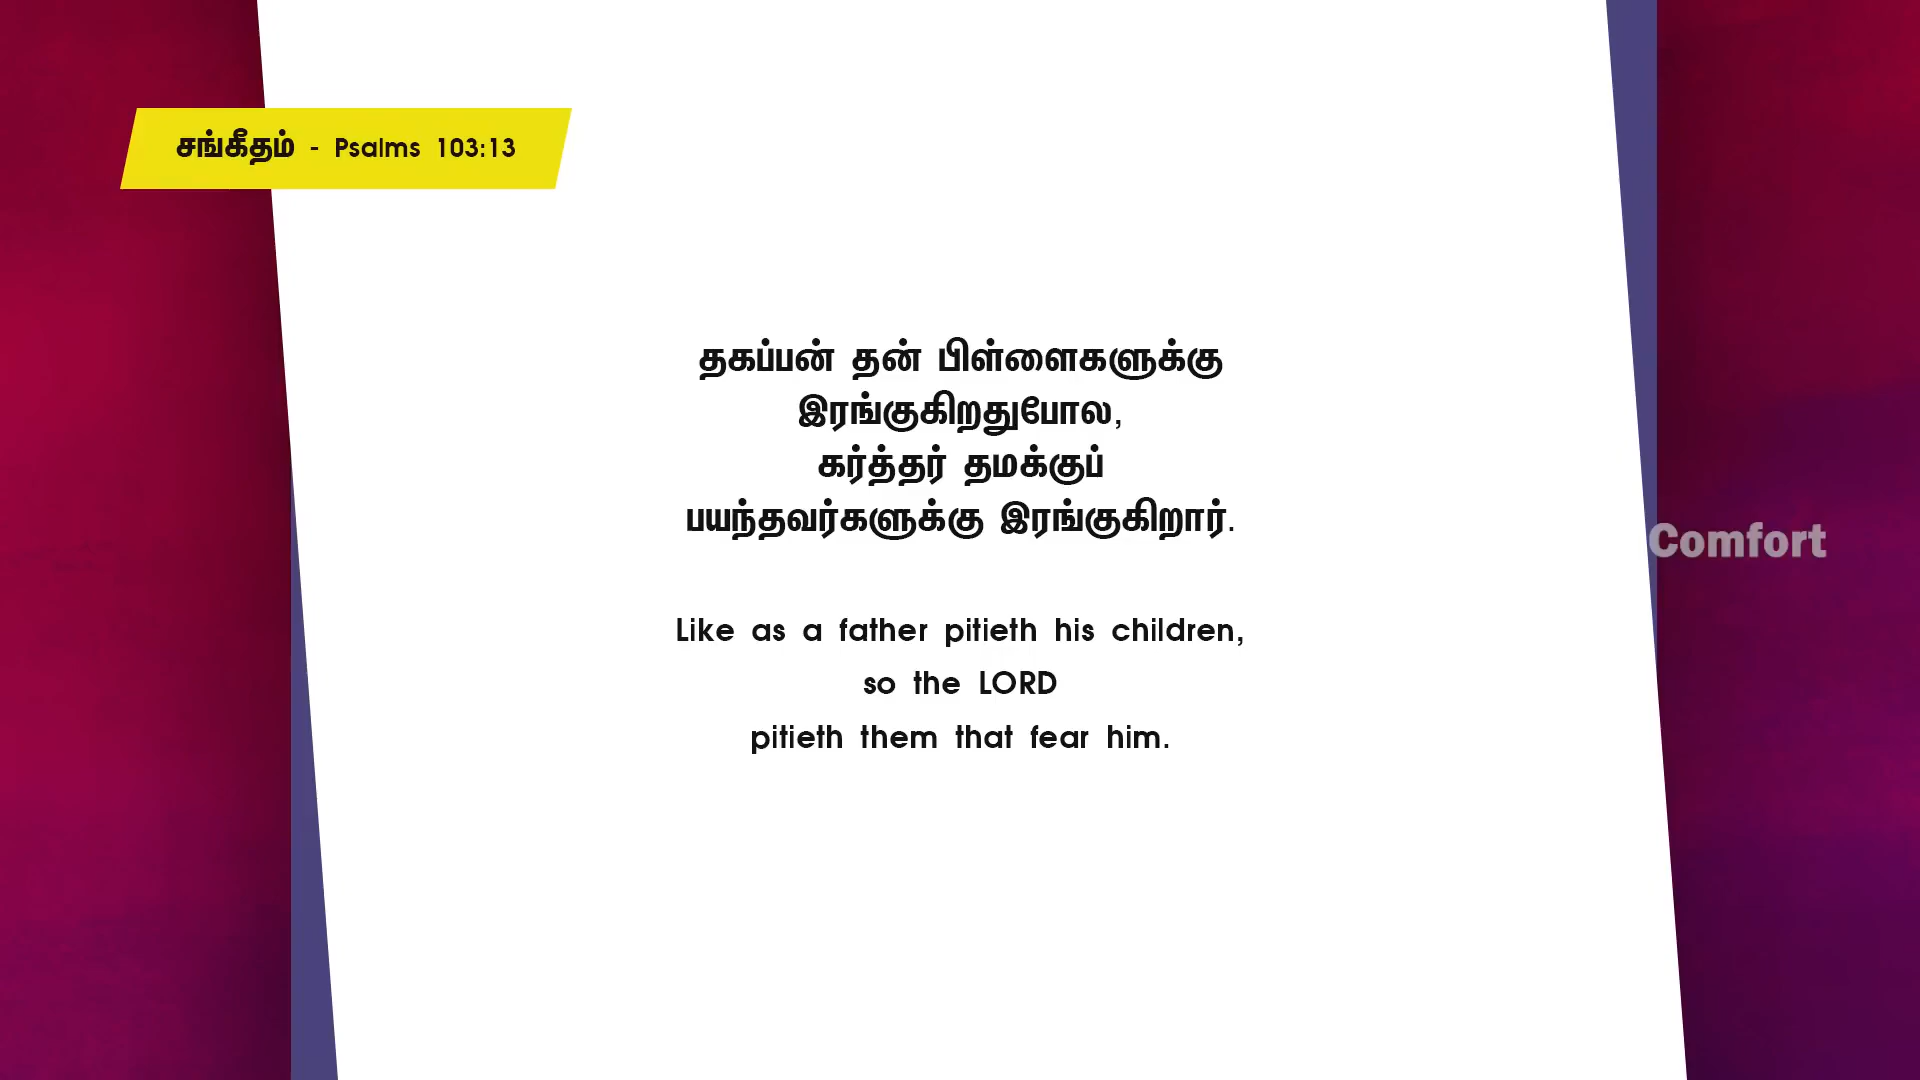 சங்கீதம் - Psalms 103:13
தகப்பன் தன் பிள்ளைகளுக்கு
இரங்குகிறதுபோல,
கர்த்தர் தமக்குப்
பயந்தவர்களுக்கு இரங்குகிறார்.
Comfort
Like as a father pitieth his children,
so the LORD
pitieth them that fear him.